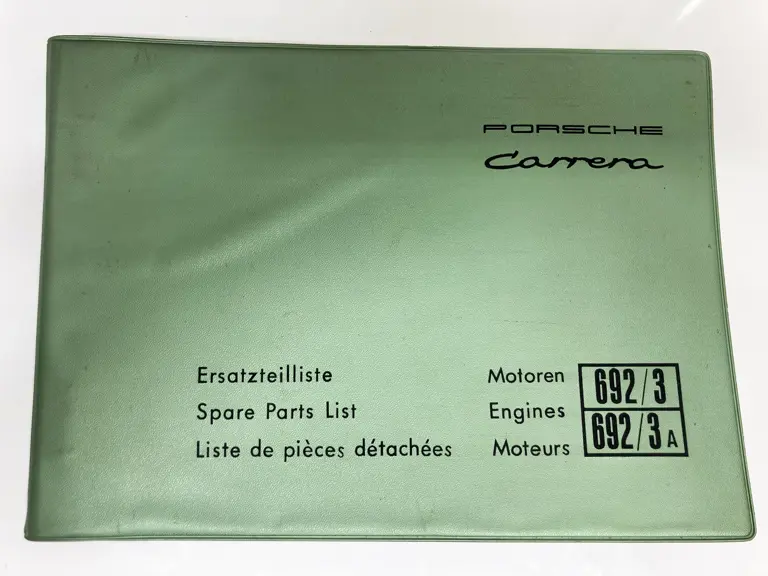 PORSCHE
Carrera
Ersatzteilliste Motoren 692/3
Spare Parts List Engines 692/3A
Liste de pièces détachées Moteurs